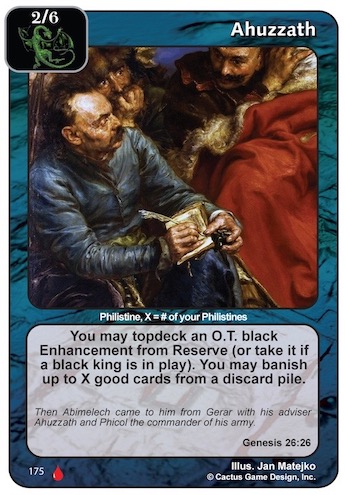 2/6
Ahuzzath
Philistine, X = # of your Philistines
You may topdeck an O.T. black
Enhancement from Reserve (or take it if
a black king is in play). You may banish
up to X good cards from a discard pile.
Then Abimelech came to him from Gerar with his adviser
Ahuzzath and Phicol the commander of his army.
Genesis 26:26
175
Illus. Jan Matejko
© Cactus Game Design, Inc.